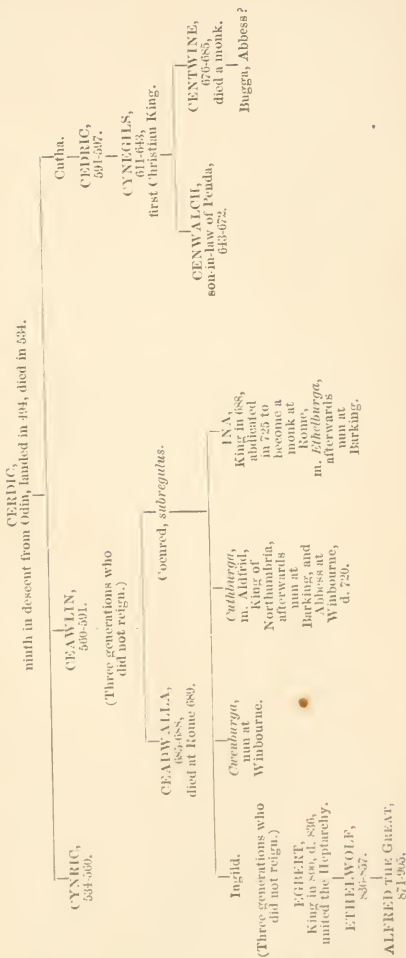 CERDIC,
ninth in descent from Odin, landed in 494, died in 534.
CYNRIC,
534-560.
CEAWLIN,
560-591.
(Three generations who
did not reign.)
Cutha.
CEDRIC,
591-597.
CYNEGILS,
611-643,
first Christian King.
CEADWALLA,
685-688,
died at Rome 689.
Coenred, subregulus.
CENWALCH,
son-in-law of Penda,
643-672.
CENTWINE,
676-685,
died a monk.
Bugga, Abbess?
Ingild.
(Three generations who
did not reign.)
EGBERT,
King in 800, d. 836,
united the Heptarchy.
ETHELWOLF,
836-857.
ALFRED THE GREAT,
871-905.
Cwenburga,
nun at
Winbourne.
Cuthburga,
m. Aldfrid,
King of
Northumbria,
afterwards
nun at
Barking, and
Abbess at
Winbourne,
d. 720.
INA,
King in 688,
abdicated
in 725 to
become a
monk at
Rome,
m. Ethelburga,
afterwards
nun at
Barking.